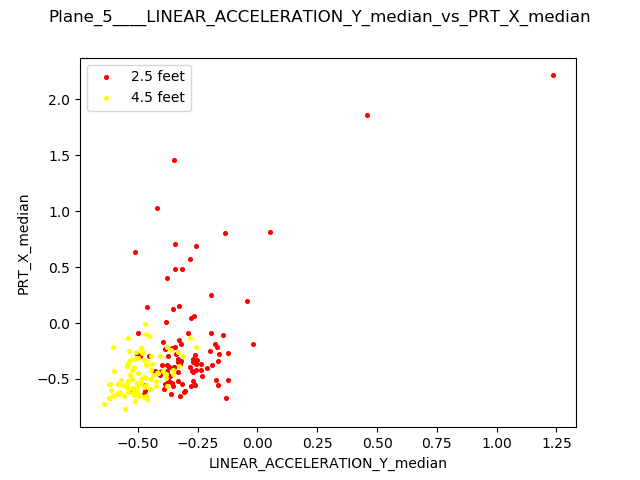 Plane_5____LINEAR_ACCELERATION_Y_median_vs_PRT_X_median
2.5 feet
4.5 feet
PRT_X_median
2.0
1.5
1.0
0.5
0.0
−0.5
−0.50
−0.25
0.00
0.25
0.50
0.75
1.00
1.25
LINEAR_ACCELERATION_Y_median